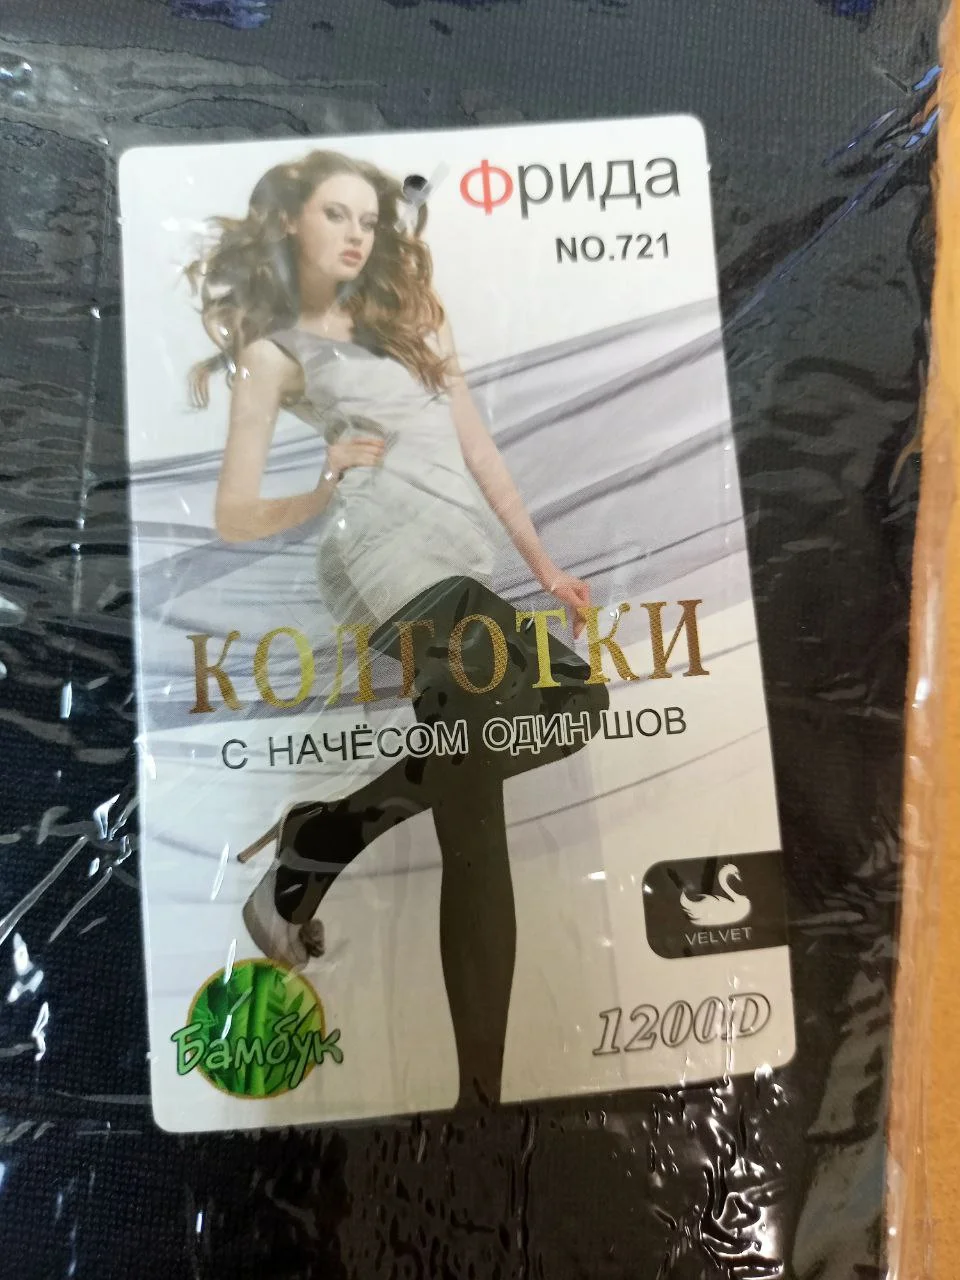 Фрида
NO.721
КОЛГОТКИ
С НАЧЁСОМ ОДИН ШОВ
VELVET
1200D
Бамбук